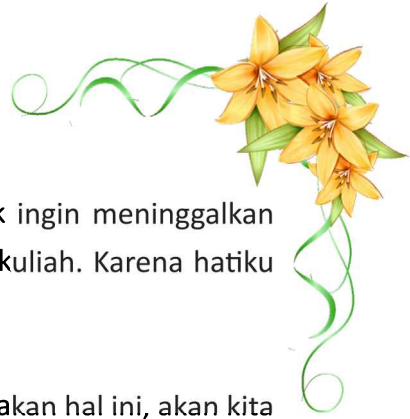 ingin meninggalkan
kuliah. Karena hatiku
akan hal ini, akan kita